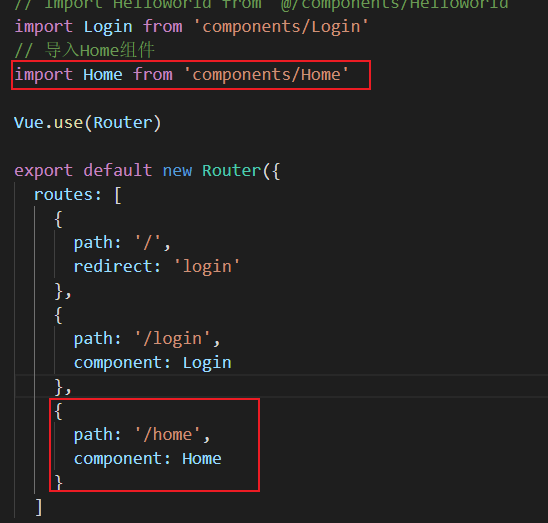 // import HelloWorld from '@/components/HelloWorld'
import Login from 'components/Login'
// 导入Home组件
import Home from 'components/Home'
Vue.use(Router)
export default new Router({
routes: [
{
path: '/',
redirect: 'login'
},
{
path: '/login',
component: Login
},
{
path: '/home',
component: Home
}
]